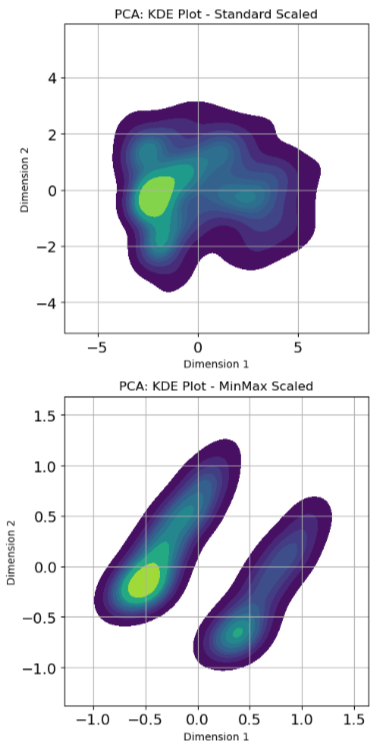 PCA: KDE Plot - Standard Scaled
4
2
0
−2
−4
Dimension 2
−5 0 5
Dimension 1
PCA: KDE Plot - MinMax Scaled
1.5
1.0
0.5
0.0
−0.5
−1.0
Dimension 2
−1.0 −0.5 0.0 0.5 1.0 1.5
Dimension 1